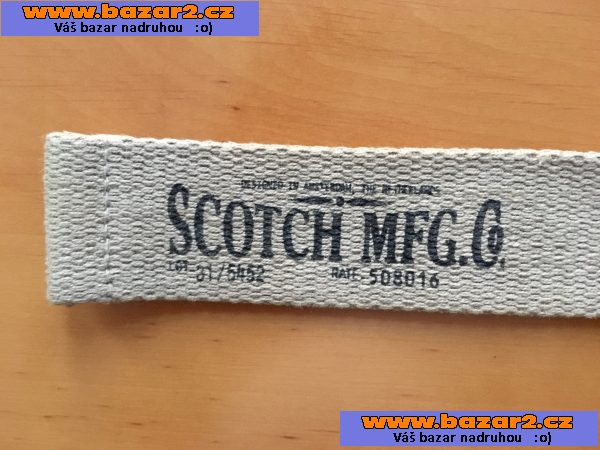 www.bazar2.cz
Váš bazar nadruhou :o)
DESIGNED IN AMSTERDAM, THE NETHERLANDS
SCOTCH MFG.Co.
LOT 31/5452 RATE 508016
www.bazar2.cz
Váš bazar nadruhou :o)